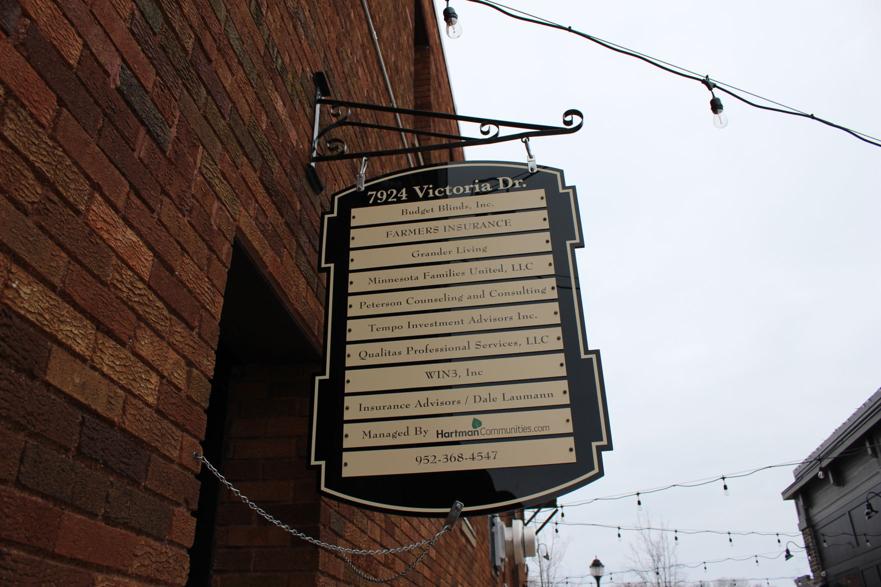 7924 Victoria Dr.
Budget Blinds, Inc.
FARMERS INSURANCE
Grander Living
Minnesota Families United, LLC
Peterson Counseling and Consulting
Tempo Investment Advisors Inc.
Qualitas Professional Services, LLC
WIN3, Inc
Insurance Advisors / Dale Laumann
Managed By HartmanCommunities.com
952-368-4547